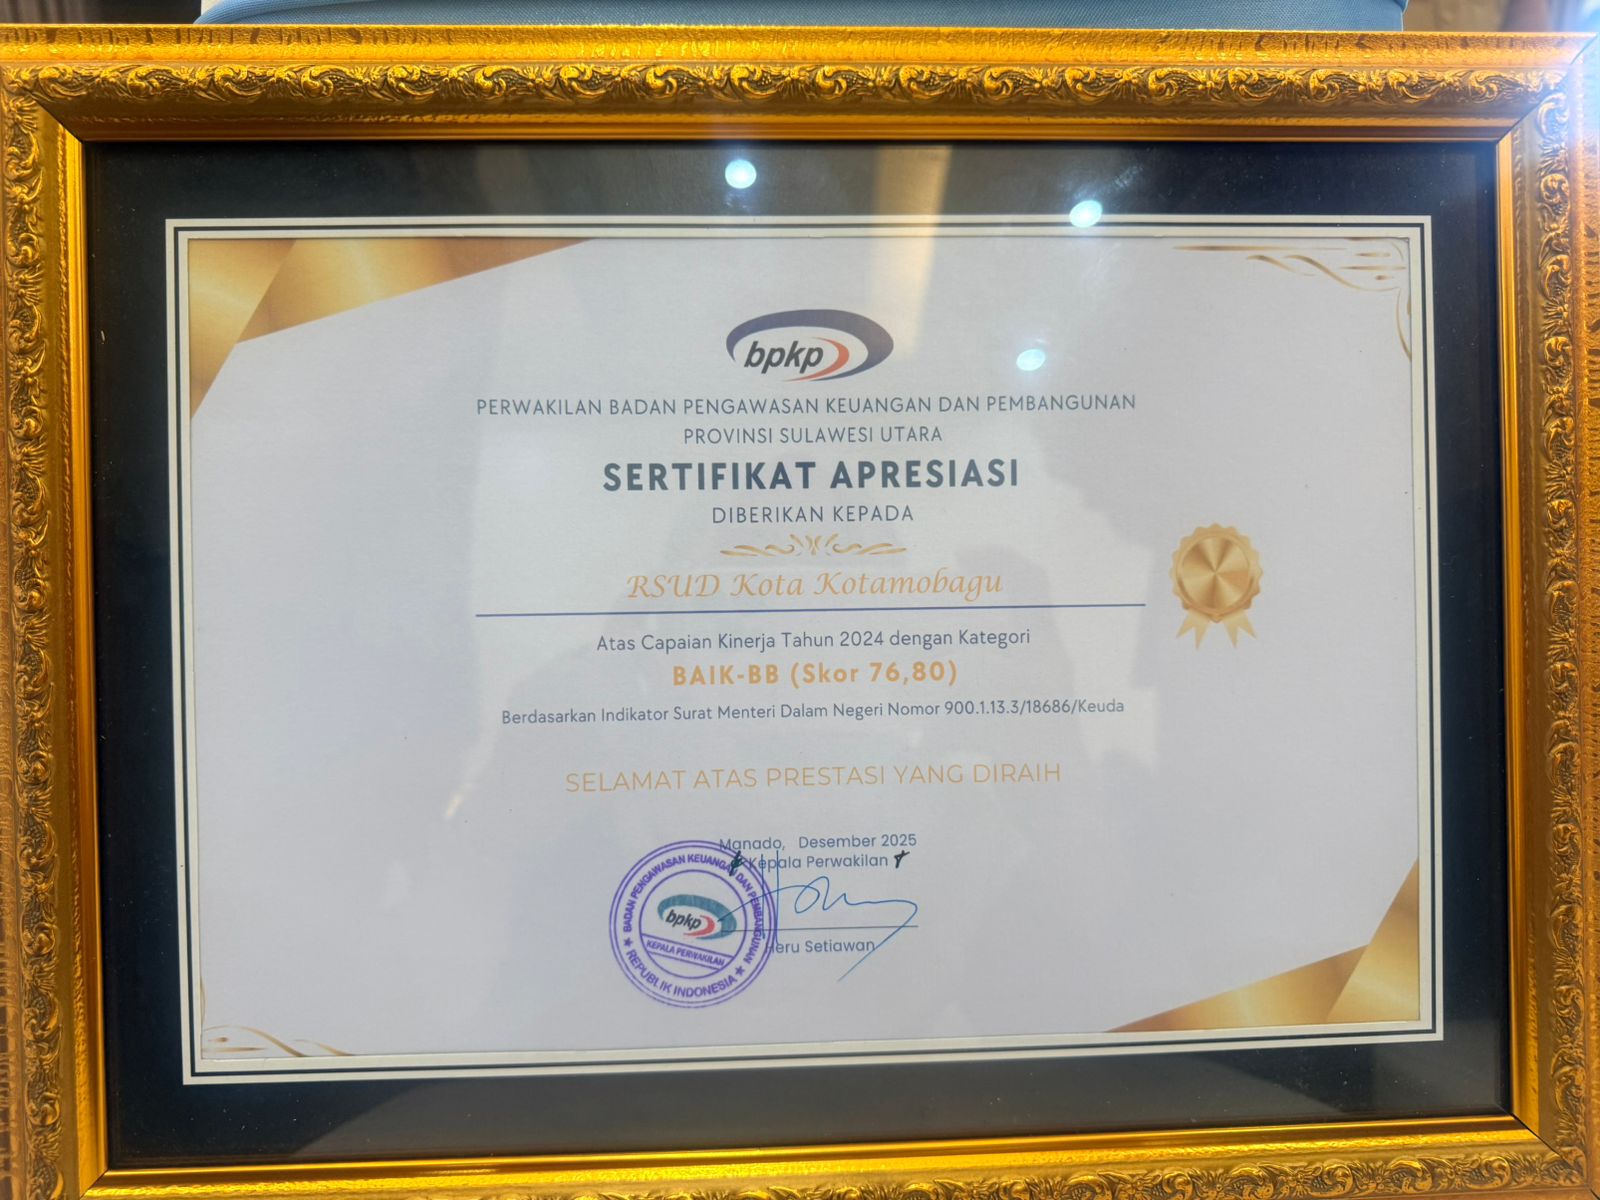 bpkp
PERWAKILAN BADAN PENGAWASAN KEUANGAN DAN PEMBANGUNAN
PROVINSI SULAWESI UTARA
SERTIFIKAT APRESIASI
DIBERIKAN KEPADA
RSUD Kota Kotamobagu
Atas Capaian Kinerja Tahun 2024 dengan Kategori
BAIK-BB (Skor 76,80)
Berdasarkan Indikator Surat Menteri Dalam Negeri Nomor 900.1.13.3/18686/Keuda
SELAMAT ATAS PRESTASI YANG DIRAIH
Manado, Desember 2025
Kepala Perwakilan
Heru Setiawan
BADAN PENGAWASAN KEUANGAN DAN PEMBANGUNAN
bpkp
KEPALA PERWAKILAN
★ REPUBLIK INDONESIA ★